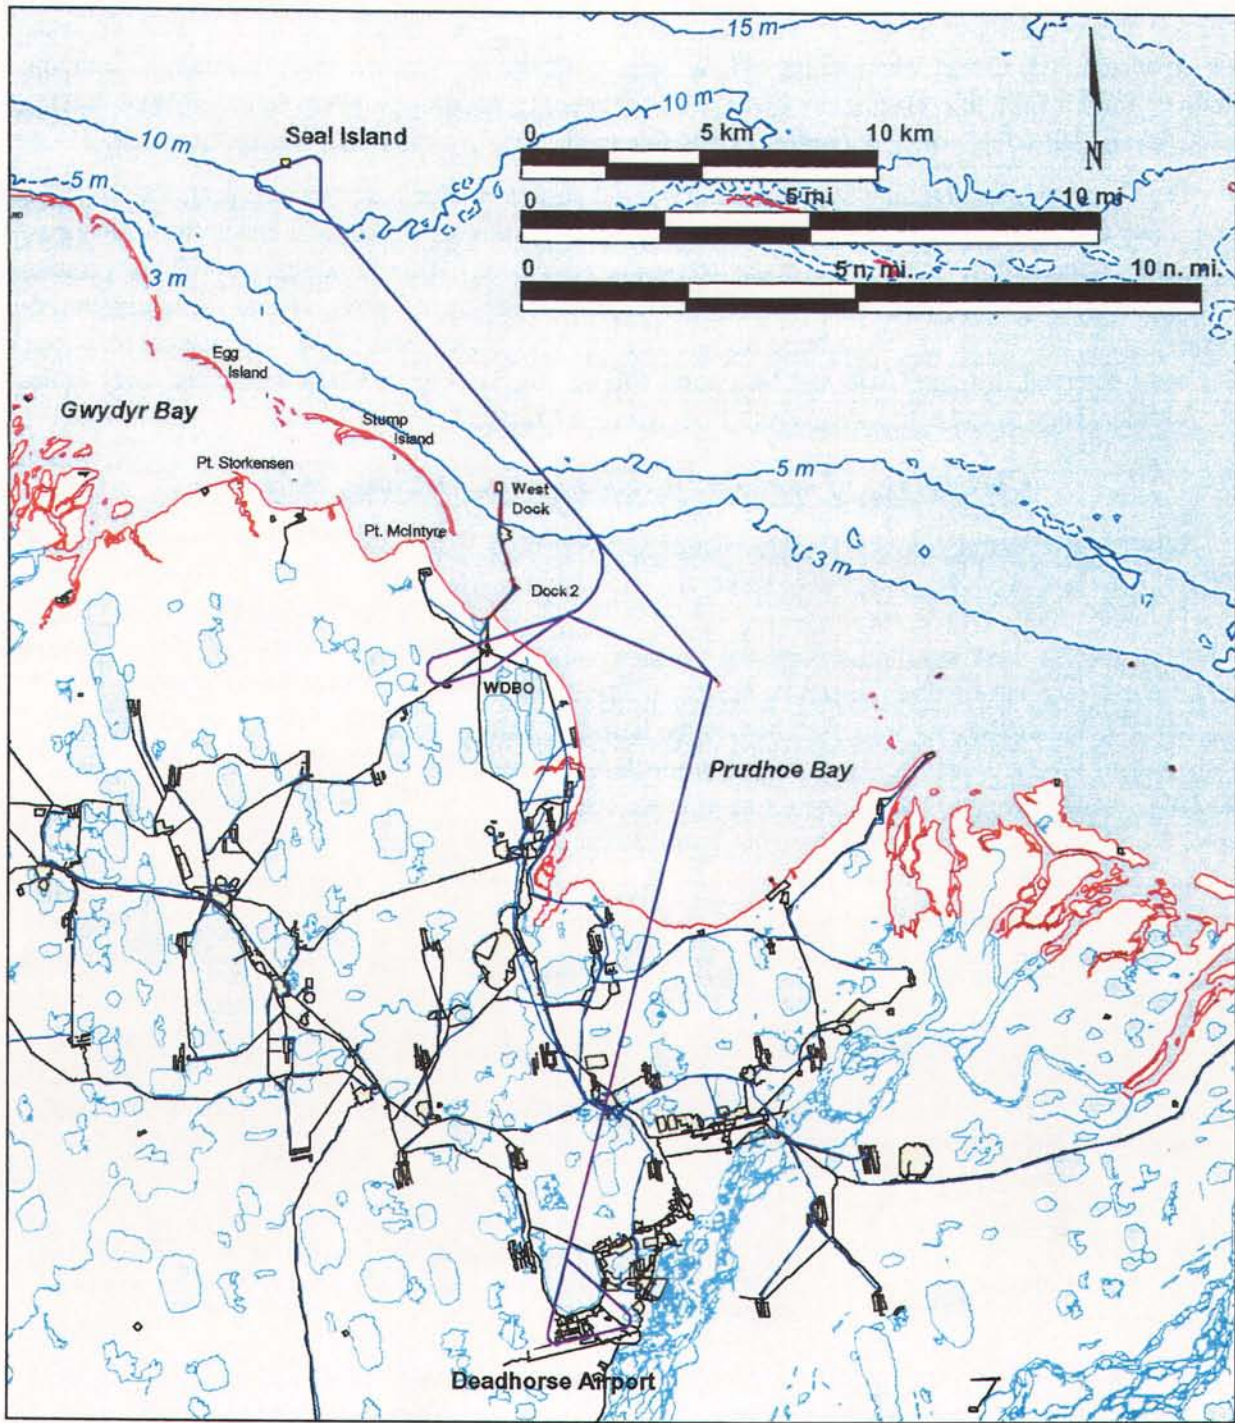 15 m
10 m
Seal Island
10 m
0 5 km 10 km
N
5 m
0 5 mi 10 mi
3 m
0 5 n. mi. 10 n. mi.
Egg
Island
Gwydyr Bay
Stump
Island
Pt. Storkensen
5 m
West
Dock
Pt. McIntyre
3 m
Dock 2
WDBO
Prudhoe Bay
Deadhorse Airport
7